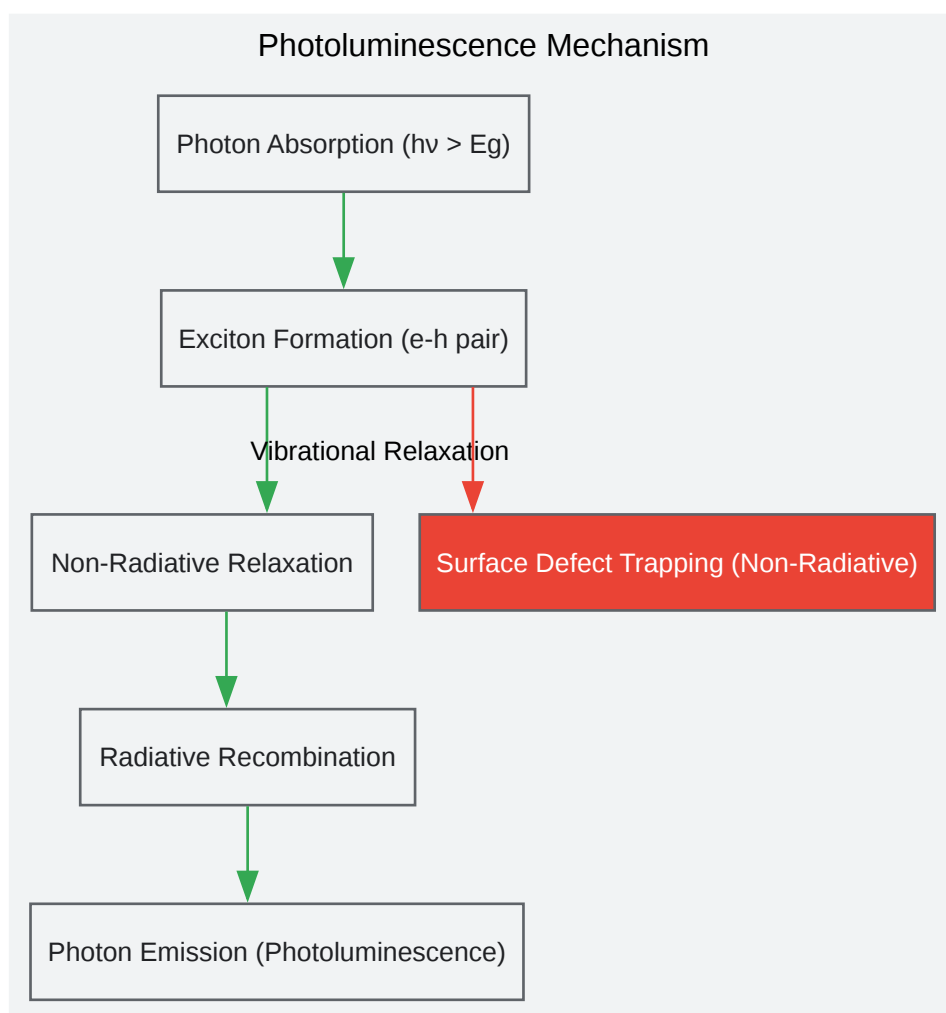 Photoluminescence Mechanism
Photon Absorption (hν > Eg)
Exciton Formation (e-h pair)
Vibrational Relaxation
Non-Radiative Relaxation
Surface Defect Trapping (Non-Radiative)
Radiative Recombination
Photon Emission (Photoluminescence)